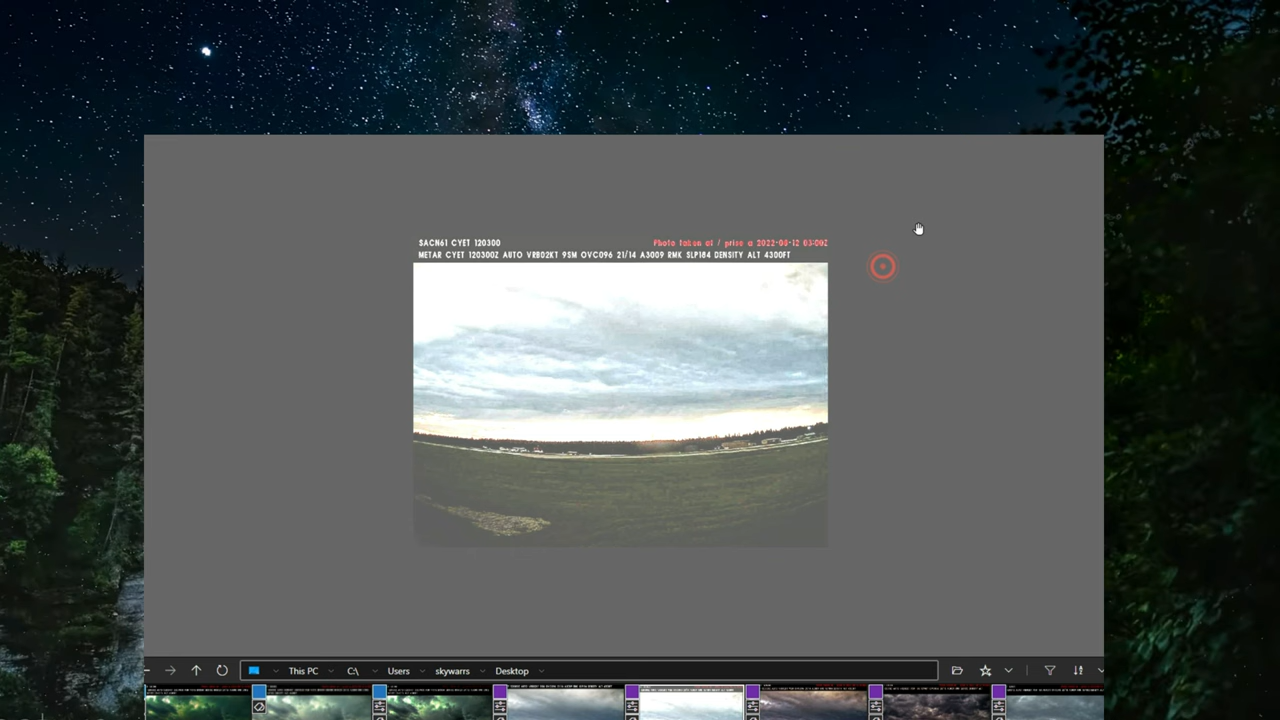 SACN61 CYET 120300
Photo taken at / prise a 2022-08-12 03:00Z
METAR CYET 120300Z AUTO VRB02KT 9SM OVC096 21/14 A3009 RMK SLP184 DENSITY ALT 4300FT
This PC C:\ Users skywarrs Desktop